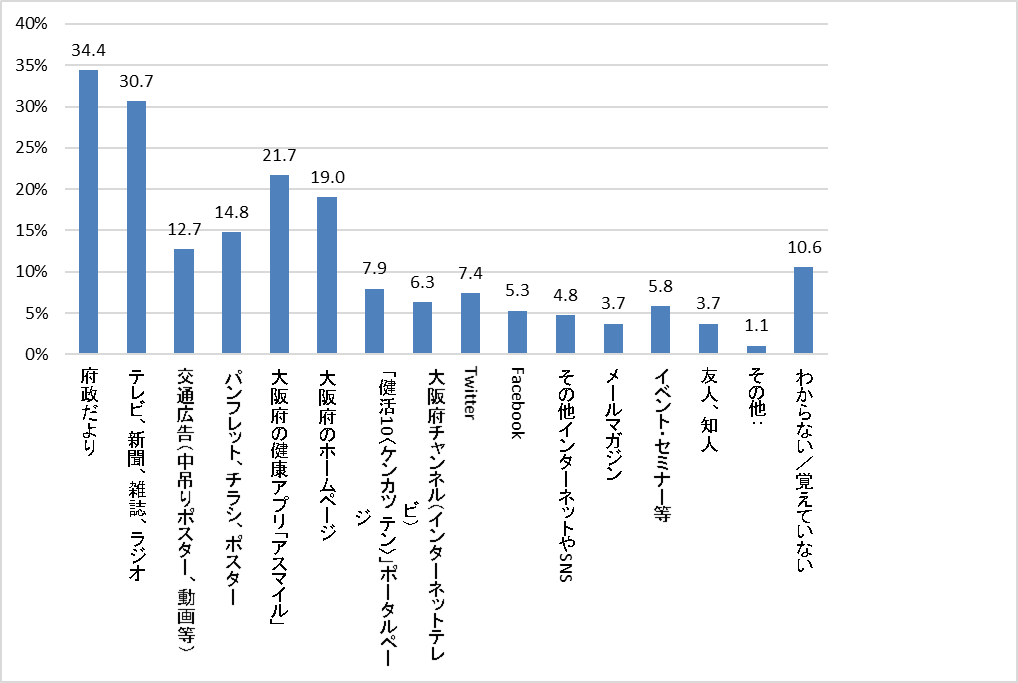 40%
35%
30%
25%
20%
15%
10%
5%
0%
34.4
30.7
12.7
14.8
21.7
19.0
7.9
6.3
7.4
5.3
4.8
3.7
5.8
3.7
1.1
10.6
府政だより
テレビ、新聞、雑誌、ラジオ
交通広告（中吊りポスター、動画等）
パンフレット、チラシ、ポスター
大阪府の健康アプリ「アスマイル」
大阪府のホームページ
「健活10〈ケンカツ テン〉」ポータルペー
ジ
大阪府チャンネル（インターネットテレ
ビ）
Twitter
Facebook
その他インターネットやSNS
メールマガジン
イベント・セミナー等
友人、知人
その他：
わからない／覚えていない